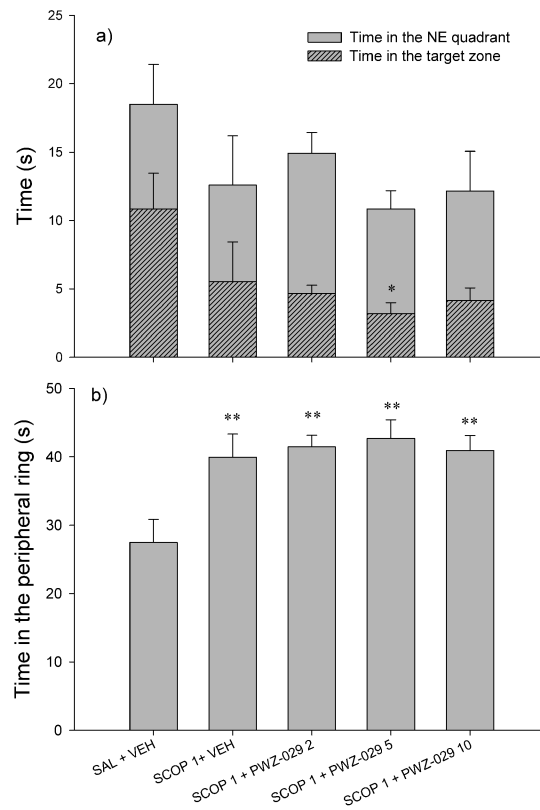 a)
Time in the NE quadrant
Time in the target zone
Time (s)
25
20
15
10
5
0
*
b)
Time in the peripheral ring (s)
50
40
30
20
10
0
**
**
**
**
SAL + VEH
SCOP 1+ VEH
SCOP 1 + PWZ-029 2
SCOP 1 + PWZ-029 5
SCOP 1 + PWZ-029 10